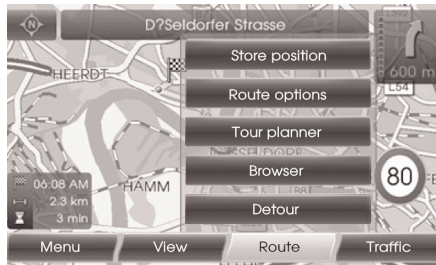 N
D?Seldorfer Strasse
Store position
HEERDT
600 m
Route options
L54
Tour planner
Browser
80
06:08 AM
HAMM
2.3 km
3 min
Detour
Menu View Route Traffic